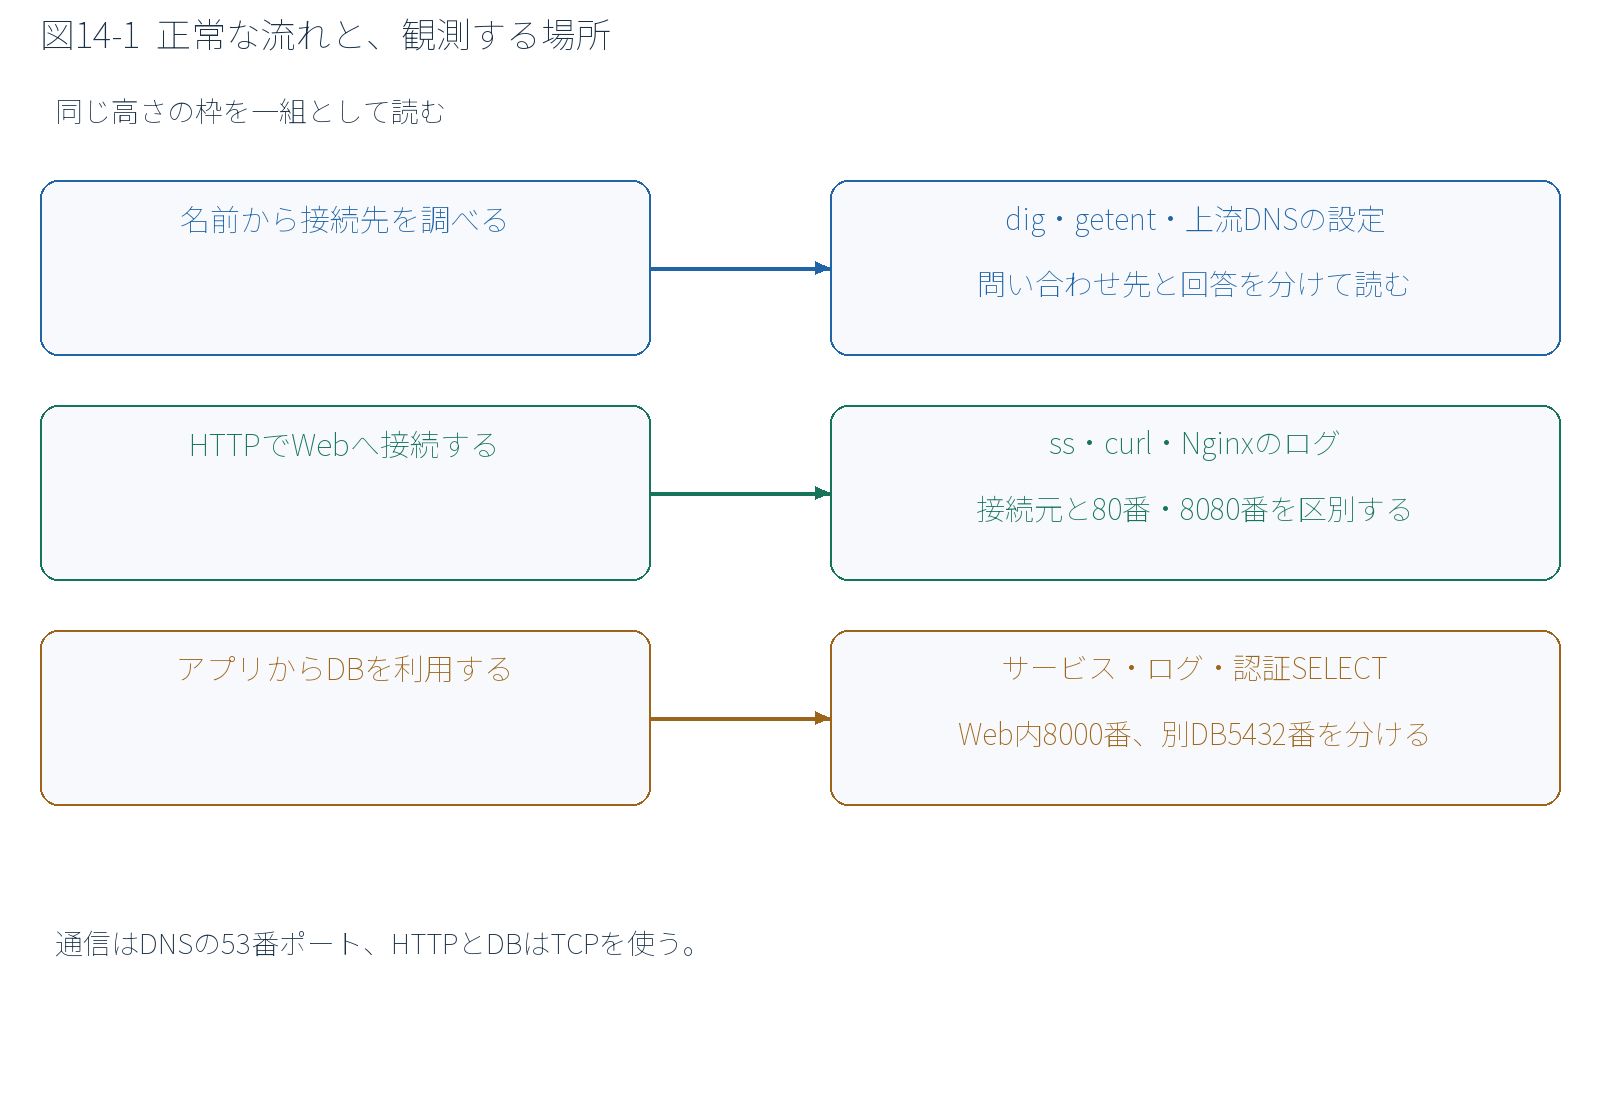 図14-1 正常な流れと、観測する場所
同じ高さの枠を一組として読む
名前から接続先を調べる
dig・getent・上流DNSの設定
問い合わせ先と回答を分けて読む
HTTPでWebへ接続する
ss・curl・Nginxのログ
接続元と80番・8080番を区別する
アプリからDBを利用する
サービス・ログ・認証SELECT
Web内8000番、別DB5432番を分ける
通信はDNSの53番ポート、HTTPとDBはTCPを使う。